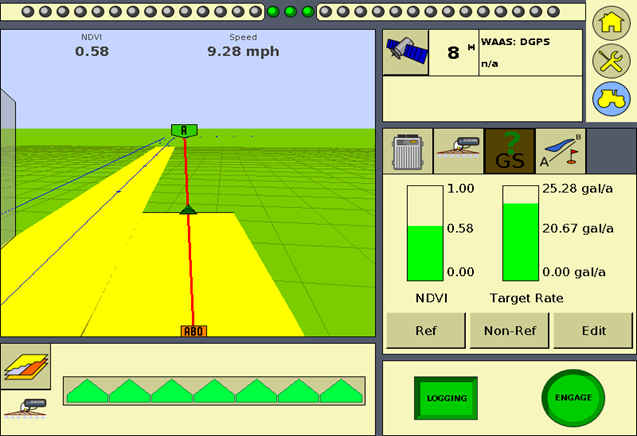 NDVI
0.58
Speed
9.28 mph
A
ABO
8 H
WAAS: DGPS
n/a
?
GS
A
B
1.00
0.58
0.00
NDVI
25.28 gal/a
20.67 gal/a
0.00 gal/a
Target Rate
Ref
Non-Ref
Edit
LOGGING
ENGAGE